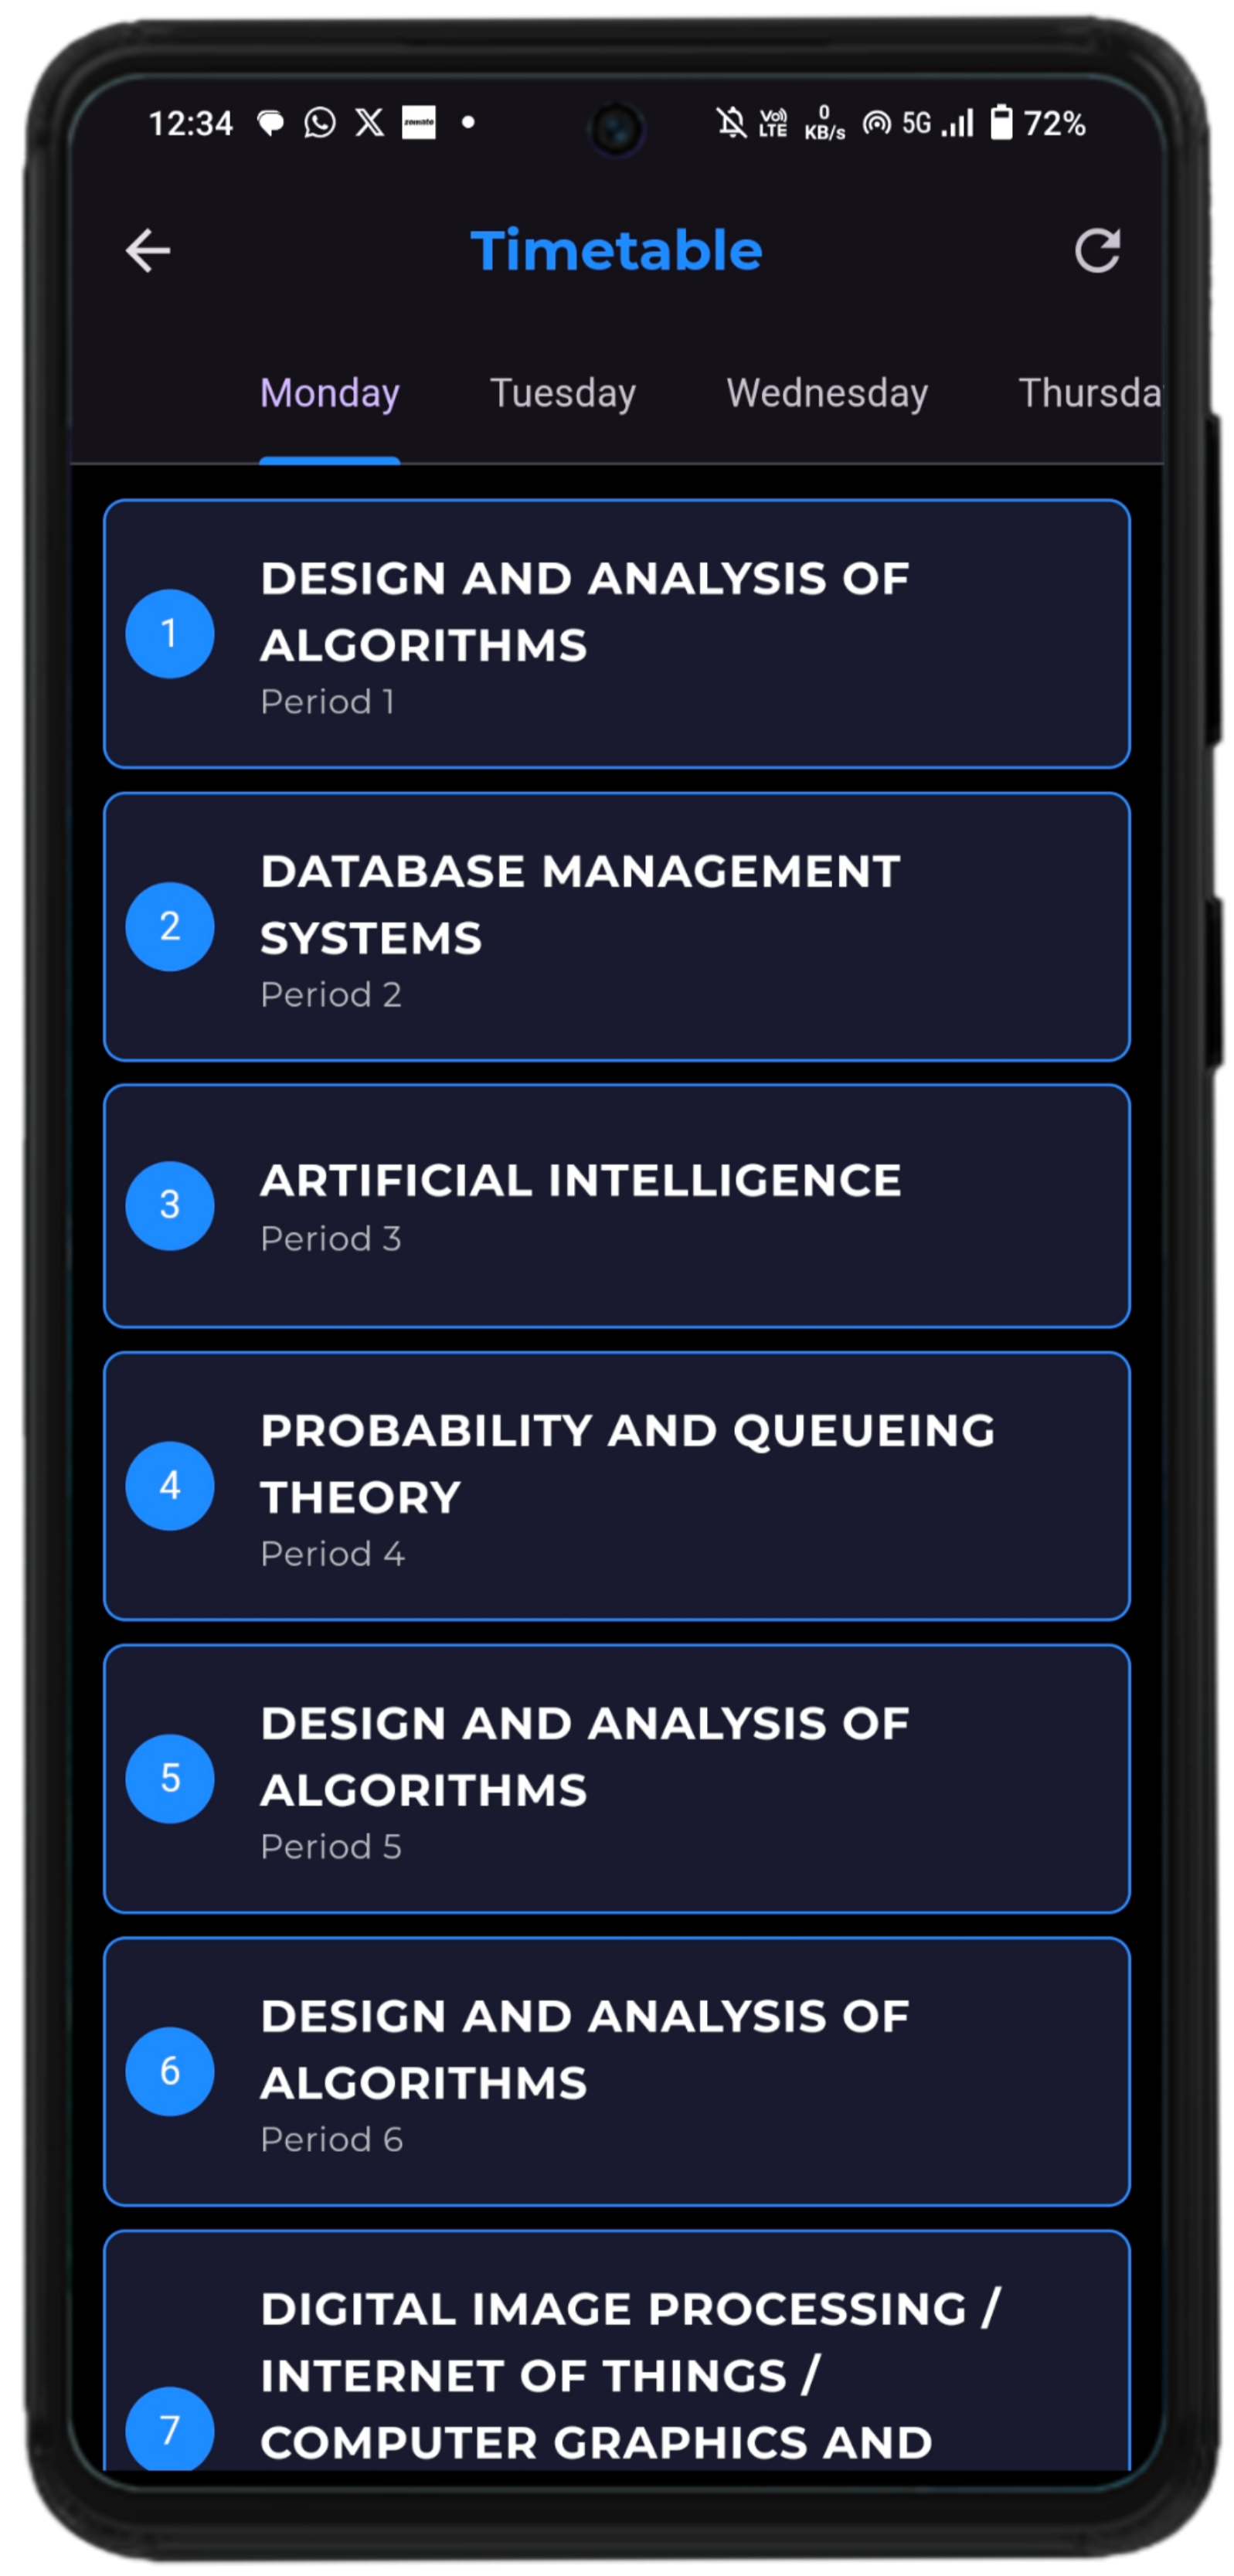 12:34 zomato Vo) LTE 0 KB/s 5G 72%
Timetable
Monday Tuesday Wednesday Thursda
DESIGN AND ANALYSIS OF
1
ALGORITHMS
Period 1
DATABASE MANAGEMENT
2
SYSTEMS
Period 2
ARTIFICIAL INTELLIGENCE
3
Period 3
PROBABILITY AND QUEUEING
4
THEORY
Period 4
DESIGN AND ANALYSIS OF
5
ALGORITHMS
Period 5
DESIGN AND ANALYSIS OF
6
ALGORITHMS
Period 6
DIGITAL IMAGE PROCESSING /
INTERNET OF THINGS /
7
COMPUTER GRAPHICS AND